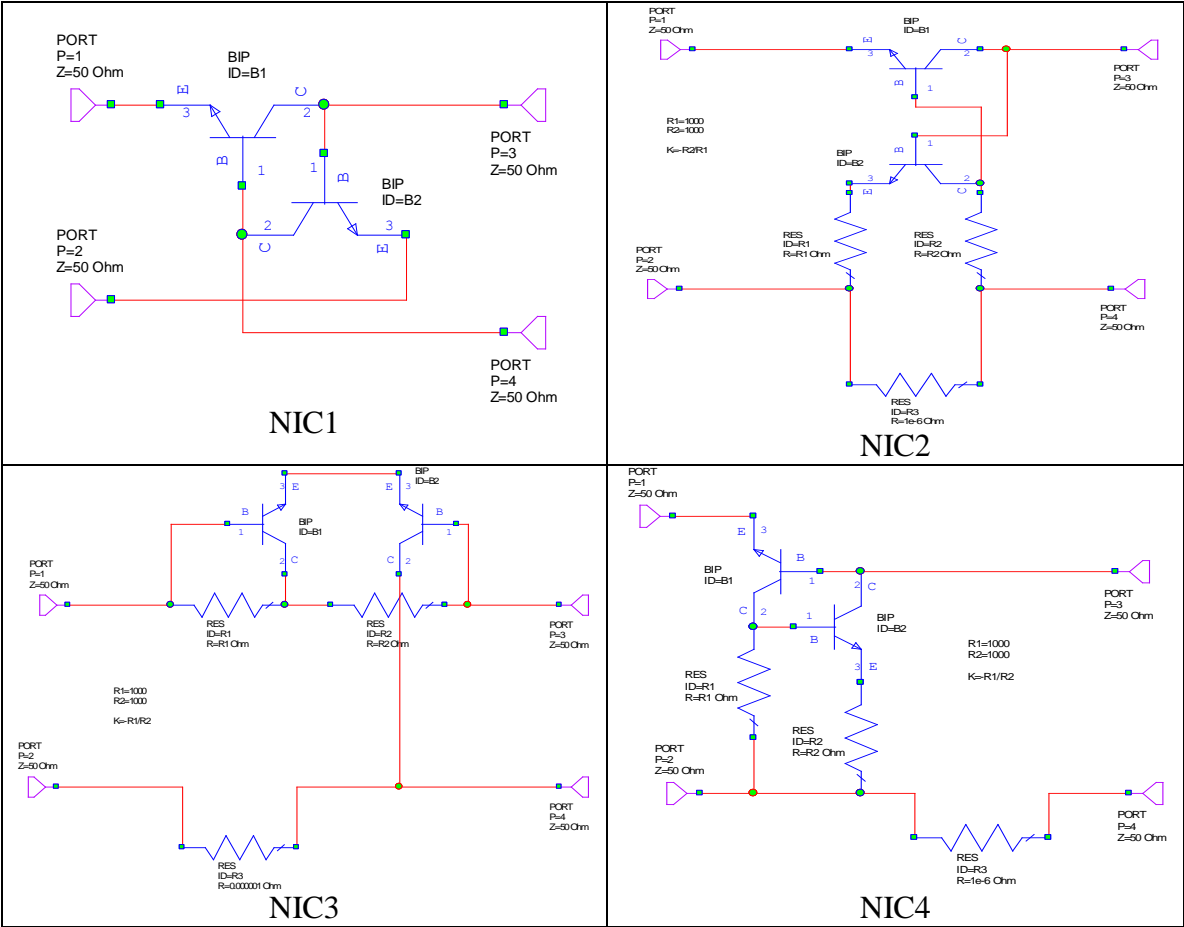 PORT
P=1
Z=50 Ohm
BIP
ID=B1
E
3
C
2
B
1
PORT
P=3
Z=50 Ohm
1
B
BIP
ID=B2
PORT
P=2
Z=50 Ohm
2
C
3
E
PORT
P=4
Z=50 Ohm
NIC1
PORT
P=1
Z=50 Ohm
BIP
ID=B1
E
3
C
2
B
1
PORT
P=3
Z=50 Ohm
R1=1000
R2=1000
K=-R2/R1
BIP
ID=B2
B
1
3
E
2
C
RES
ID=R1
R=R1 Ohm
RES
ID=R2
R=R2 Ohm
PORT
P=2
Z=50 Ohm
PORT
P=4
Z=50 Ohm
RES
ID=R3
R=1e-6 Ohm
NIC2
3
E
E
3
BIP
ID=B2
B
1
BIP
ID=B1
B
1
2
C
C
2
PORT
P=1
Z=50 Ohm
RES
ID=R1
R=R1 Ohm
RES
ID=R2
R=R2 Ohm
PORT
P=3
Z=50 Ohm
R1=1000
R2=1000
K=-R1/R2
PORT
P=2
Z=50 Ohm
PORT
P=4
Z=50 Ohm
RES
ID=R3
R=0.000001 Ohm
NIC3
PORT
P=1
Z=50 Ohm
E
3
BIP
ID=B1
B
1
C
2
2
C
PORT
P=3
Z=50 Ohm
1
B
BIP
ID=B2
R1=1000
R2=1000
K=-R1/R2
3
E
RES
ID=R1
R=R1 Ohm
RES
ID=R2
R=R2 Ohm
PORT
P=2
Z=50 Ohm
PORT
P=4
Z=50 Ohm
RES
ID=R3
R=1e-6 Ohm
NIC4